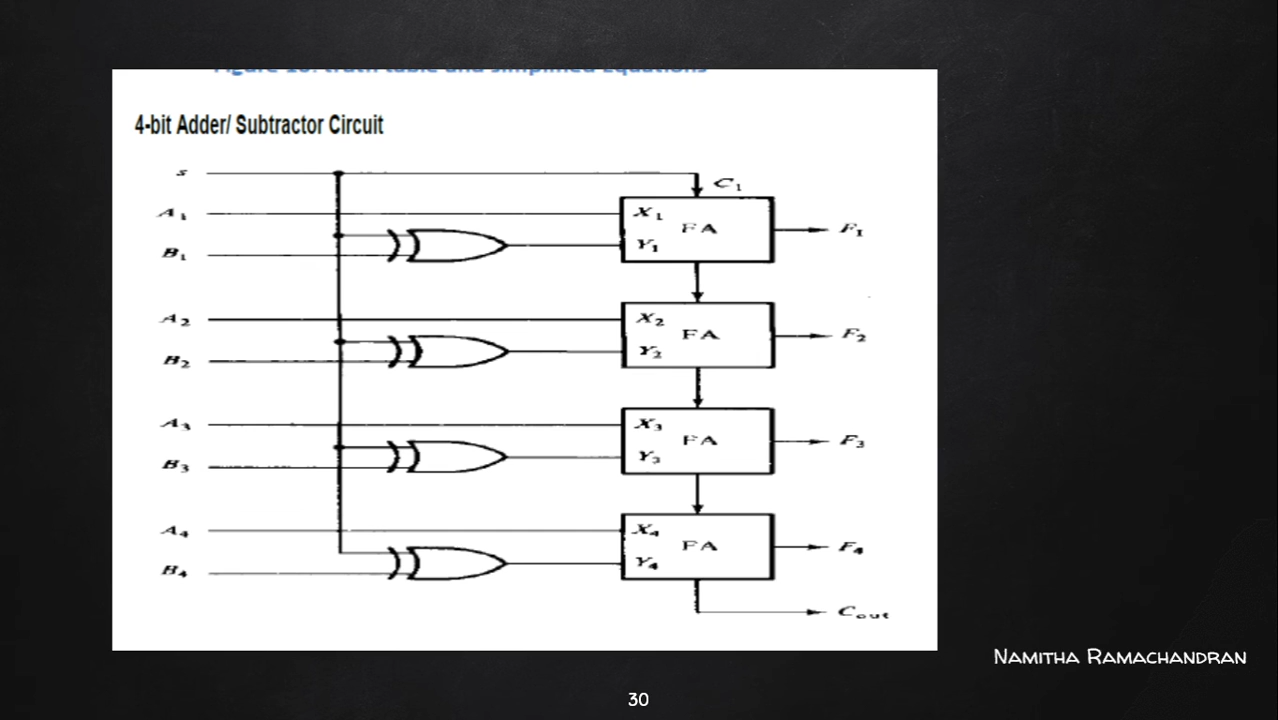 Figure 10: truth table and simplified Equations
4-bit Adder/ Subtractor Circuit
s
C₁
A₁
X₁
FA
F₁
B₁
Y₁
A₂
X₂
FA
F₂
B₂
Y₂
A₃
X₃
FA
F₃
B₃
Y₃
A₄
X₄
FA
F₄
B₄
Y₄
Cout
Namitha Ramachandran
30